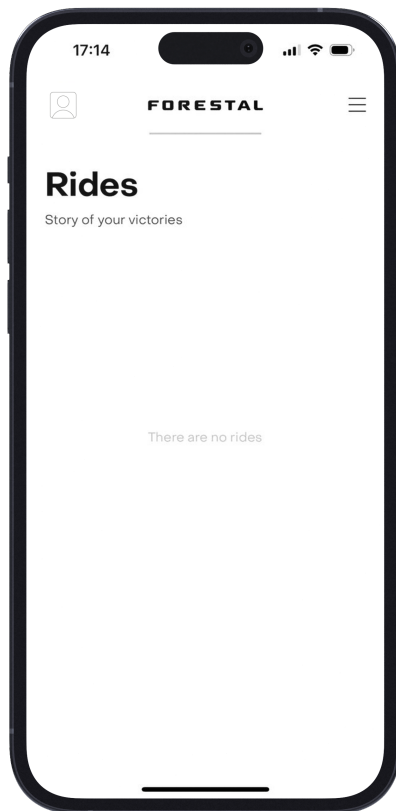 17:14
FORESTAL
Rides
Story of your victories
There are no rides